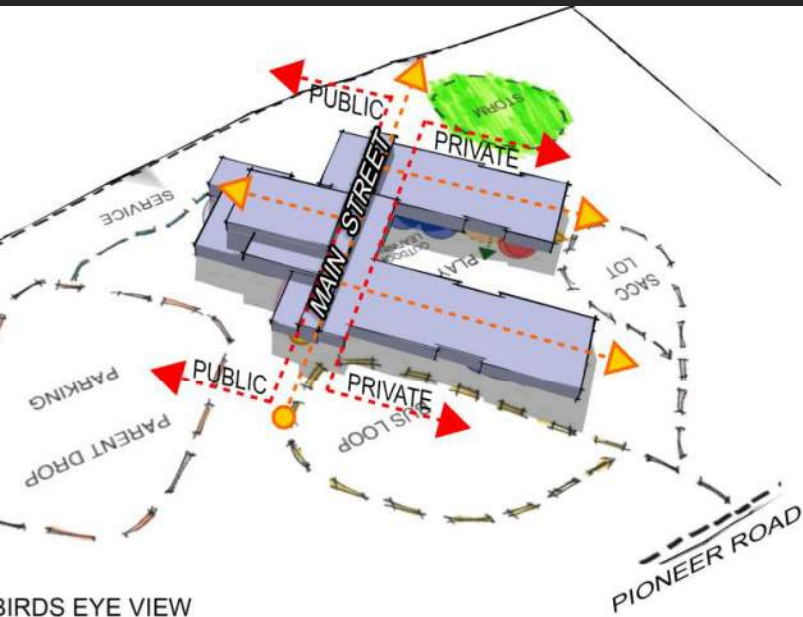 PUBLIC
STORM
PRIVATE
SERVICE
MAIN STREET
OUTDOOR
PLAY
SACC
LOT
PUBLIC
PRIVATE
PARKING
PARENT DROP
BUS LOOP
PIONEER ROAD
BIRDS EYE VIEW